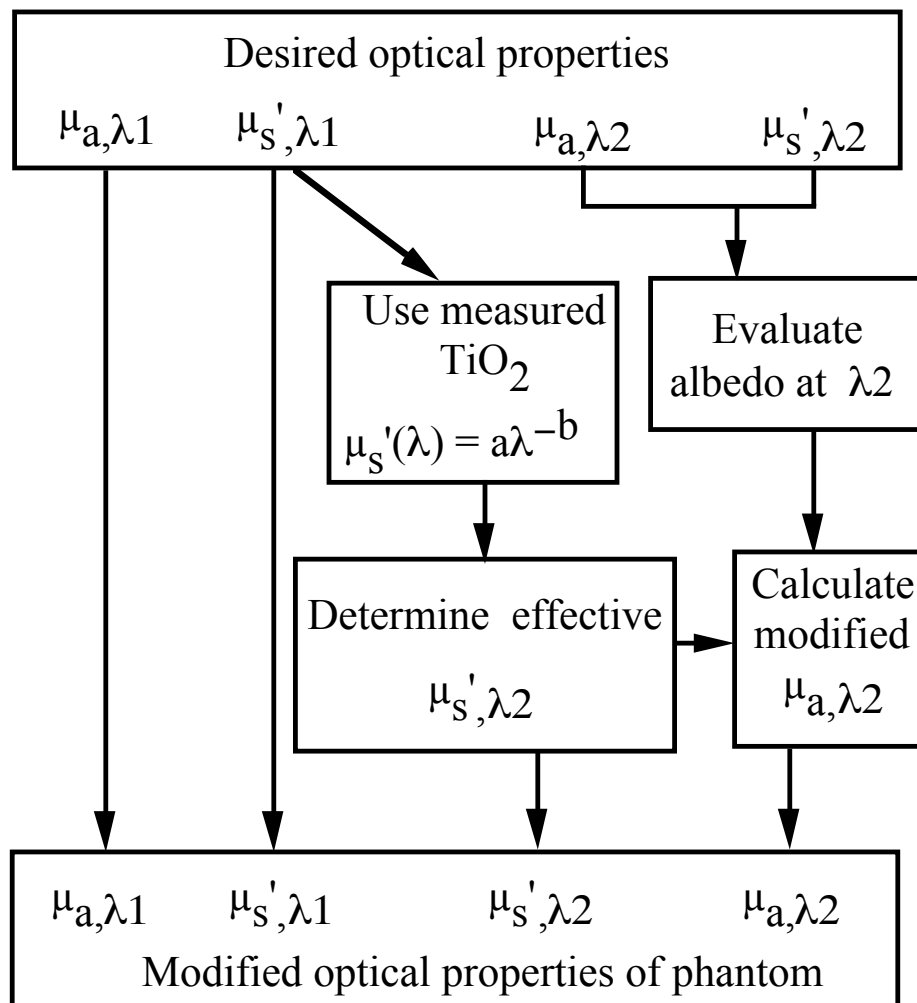 Desired optical properties
μa,λ1 μs',λ1 μa,λ2 μs',λ2
Use measured
TiO2
μs'(λ) = aλ−b
Evaluate
albedo at λ2
Determine effective
μs',λ2
Calculate
modified
μa,λ2
μa,λ1 μs',λ1 μs',λ2 μa,λ2
Modified optical properties of phantom